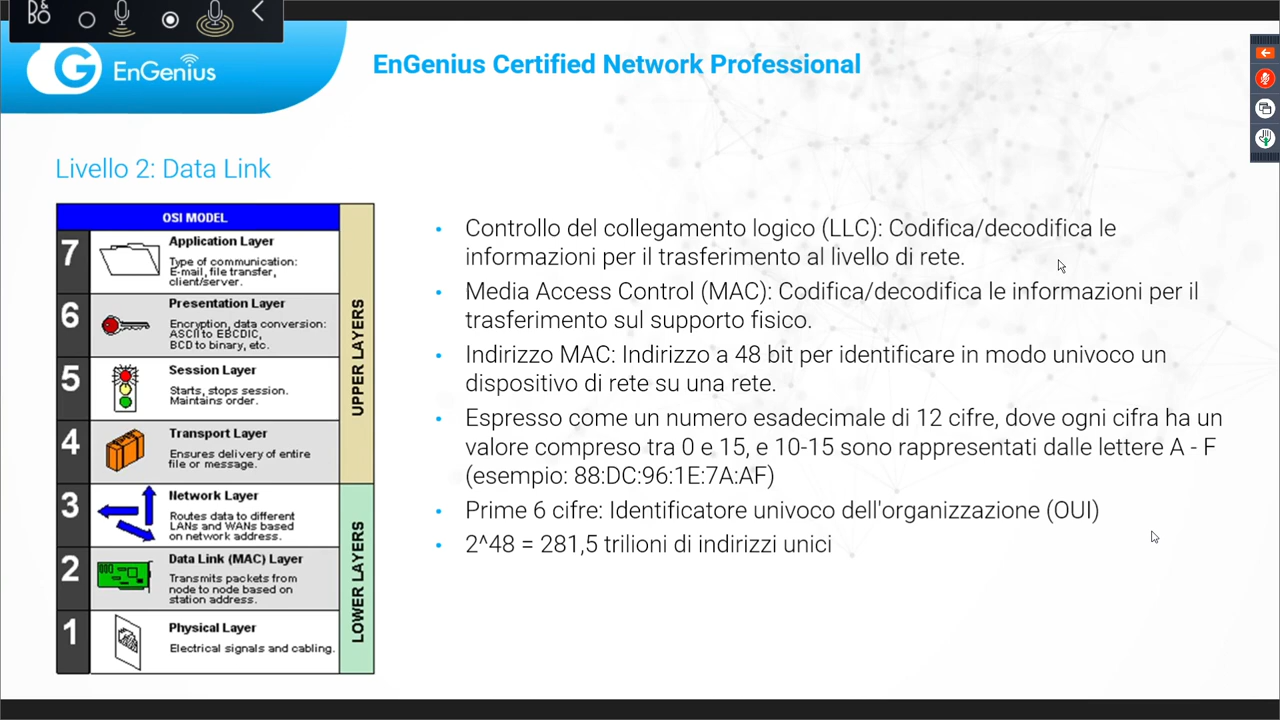 EnGenius
EnGenius Certified Network Professional
Livello 2: Data Link
OSI MODEL
7
Application Layer
Type of communication:
E-mail, file transfer,
client/server.
6
Presentation Layer
Encryption, data conversion:
ASCII to EBCDIC,
BCD to binary, etc.
5
Session Layer
Starts, stops session.
Maintains order.
4
Transport Layer
Ensures delivery of entire
file or message.
3
Network Layer
Routes data to different
LANs and WANs based
on network address.
2
Data Link (MAC) Layer
Transmits packets from
node to node based on
station address.
1
Physical Layer
Electrical signals and cabling.
UPPER LAYERS
LOWER LAYERS
• Controllo del collegamento logico (LLC): Codifica/decodifica le
informazioni per il trasferimento al livello di rete.
• Media Access Control (MAC): Codifica/decodifica le informazioni per il
trasferimento sul supporto fisico.
• Indirizzo MAC: Indirizzo a 48 bit per identificare in modo univoco un
dispositivo di rete su una rete.
• Espresso come un numero esadecimale di 12 cifre, dove ogni cifra ha un
valore compreso tra 0 e 15, e 10-15 sono rappresentati dalle lettere A - F
(esempio: 88:DC:96:1E:7A:AF)
• Prime 6 cifre: Identificatore univoco dell'organizzazione (OUI)
• 2^48 = 281,5 trilioni di indirizzi unici